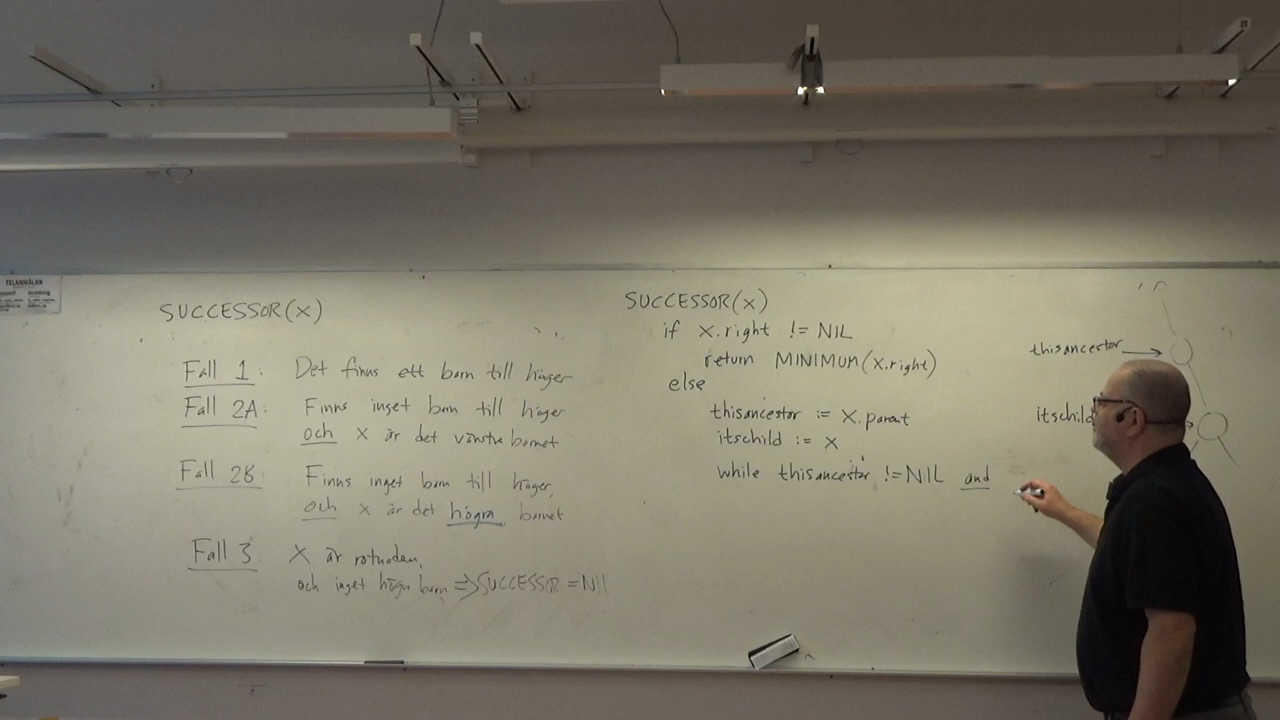 FELANMÄLAN
SUCCESSOR(x)
Fall 1: Det finns ett barn till höger
Fall 2A: Finns inget barn till höger
och x är det vänstra barnet
Fall 2B: Finns inget barn till höger,
och x är det högra barnet
Fall 3: X är rotnoden,
och inget högra barn => SUCCESSOR = NIL
SUCCESSOR(x)
if x.right != NIL
return MINIMUM(x.right)
else
thisancestor := x.parent
itschild := x
while thisancestor != NIL and
thisancestor
itschild